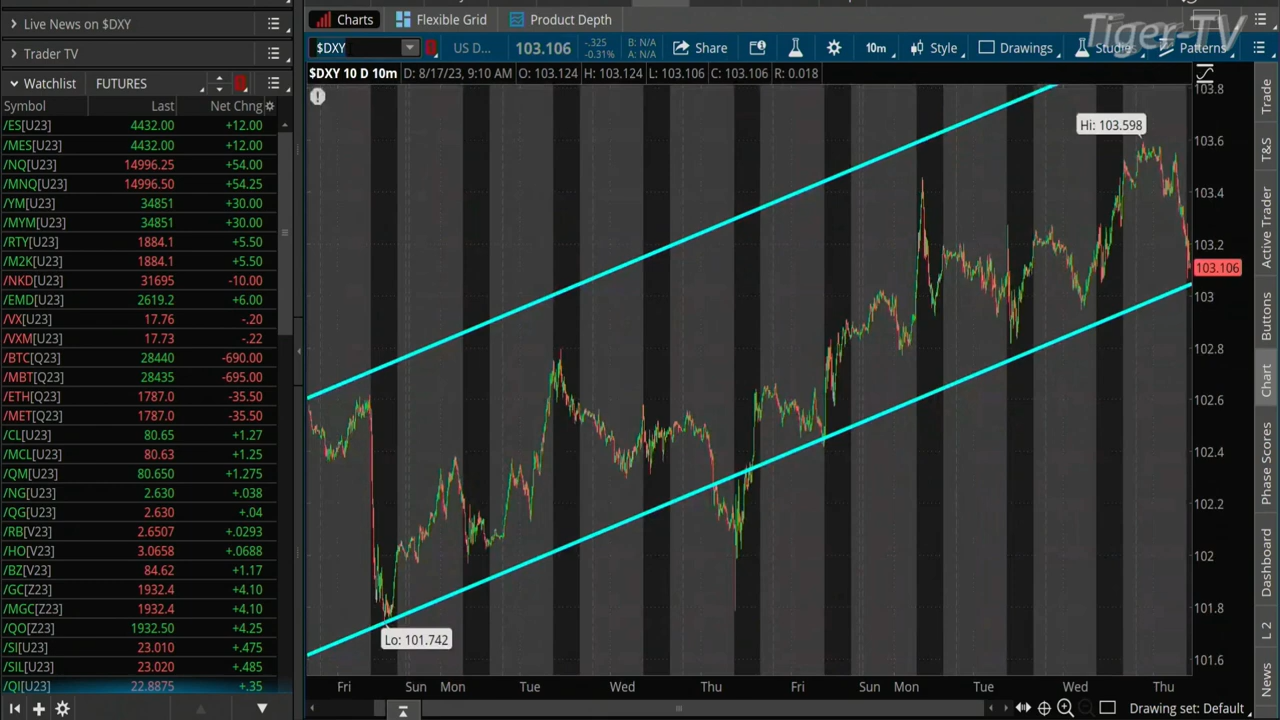 Live News on $DXY
Trader TV
Watchlist FUTURES
Symbol Last Net Chng
/ES[U23] 4432.00 +12.00
/MES[U23] 4432.00 +12.00
/NQ[U23] 14996.25 +54.00
/MNQ[U23] 14996.50 +54.25
/YM[U23] 34851 +30.00
/MYM[U23] 34851 +30.00
/RTY[U23] 1884.1 +5.50
/M2K[U23] 1884.1 +5.50
/NKD[U23] 31695 -10.00
/EMD[U23] 2619.2 +6.00
/VX[U23] 17.76 -.20
/VXM[U23] 17.73 -.22
/BTC[Q23] 28440 -690.00
/MBT[Q23] 28435 -695.00
/ETH[Q23] 1787.0 -35.50
/MET[Q23] 1787.0 -35.50
/CL[U23] 80.65 +1.27
/MCL[U23] 80.63 +1.25
/QM[U23] 80.650 +1.275
/NG[U23] 2.630 +.038
/QG[U23] 2.630 +.04
/RB[V23] 2.6507 +.0293
/HO[V23] 3.0658 +.0688
/BZ[V23] 84.62 +1.17
/GC[Z23] 1932.4 +4.10
/MGC[Z23] 1932.4 +4.10
/QO[Z23] 1932.50 +4.25
/SI[U23] 23.010 +.475
/SIL[U23] 23.020 +.485
/QI[U23] 22.8875 +.35
Charts Flexible Grid Product Depth
Tiger-TV
$DXY US D... 103.106 -.325 -0.31% B: N/A A: N/A Share 10m Style Drawings Studies Patterns
$DXY 10 D 10m D: 8/17/23, 9:10 AM O: 103.124 H: 103.124 L: 103.106 C: 103.106 R: 0.018
Hi: 103.598
Lo: 101.742
103.8
103.6
103.4
103.2
103.106
103
102.8
102.6
102.4
102.2
102
101.8
101.6
Fri Sun Mon Tue Wed Thu Fri Sun Mon Tue Wed Thu
Drawing set: Default
Trade
T&S
Active Trader
Buttons
Chart
Phase Scores
Dashboard
L 2
News